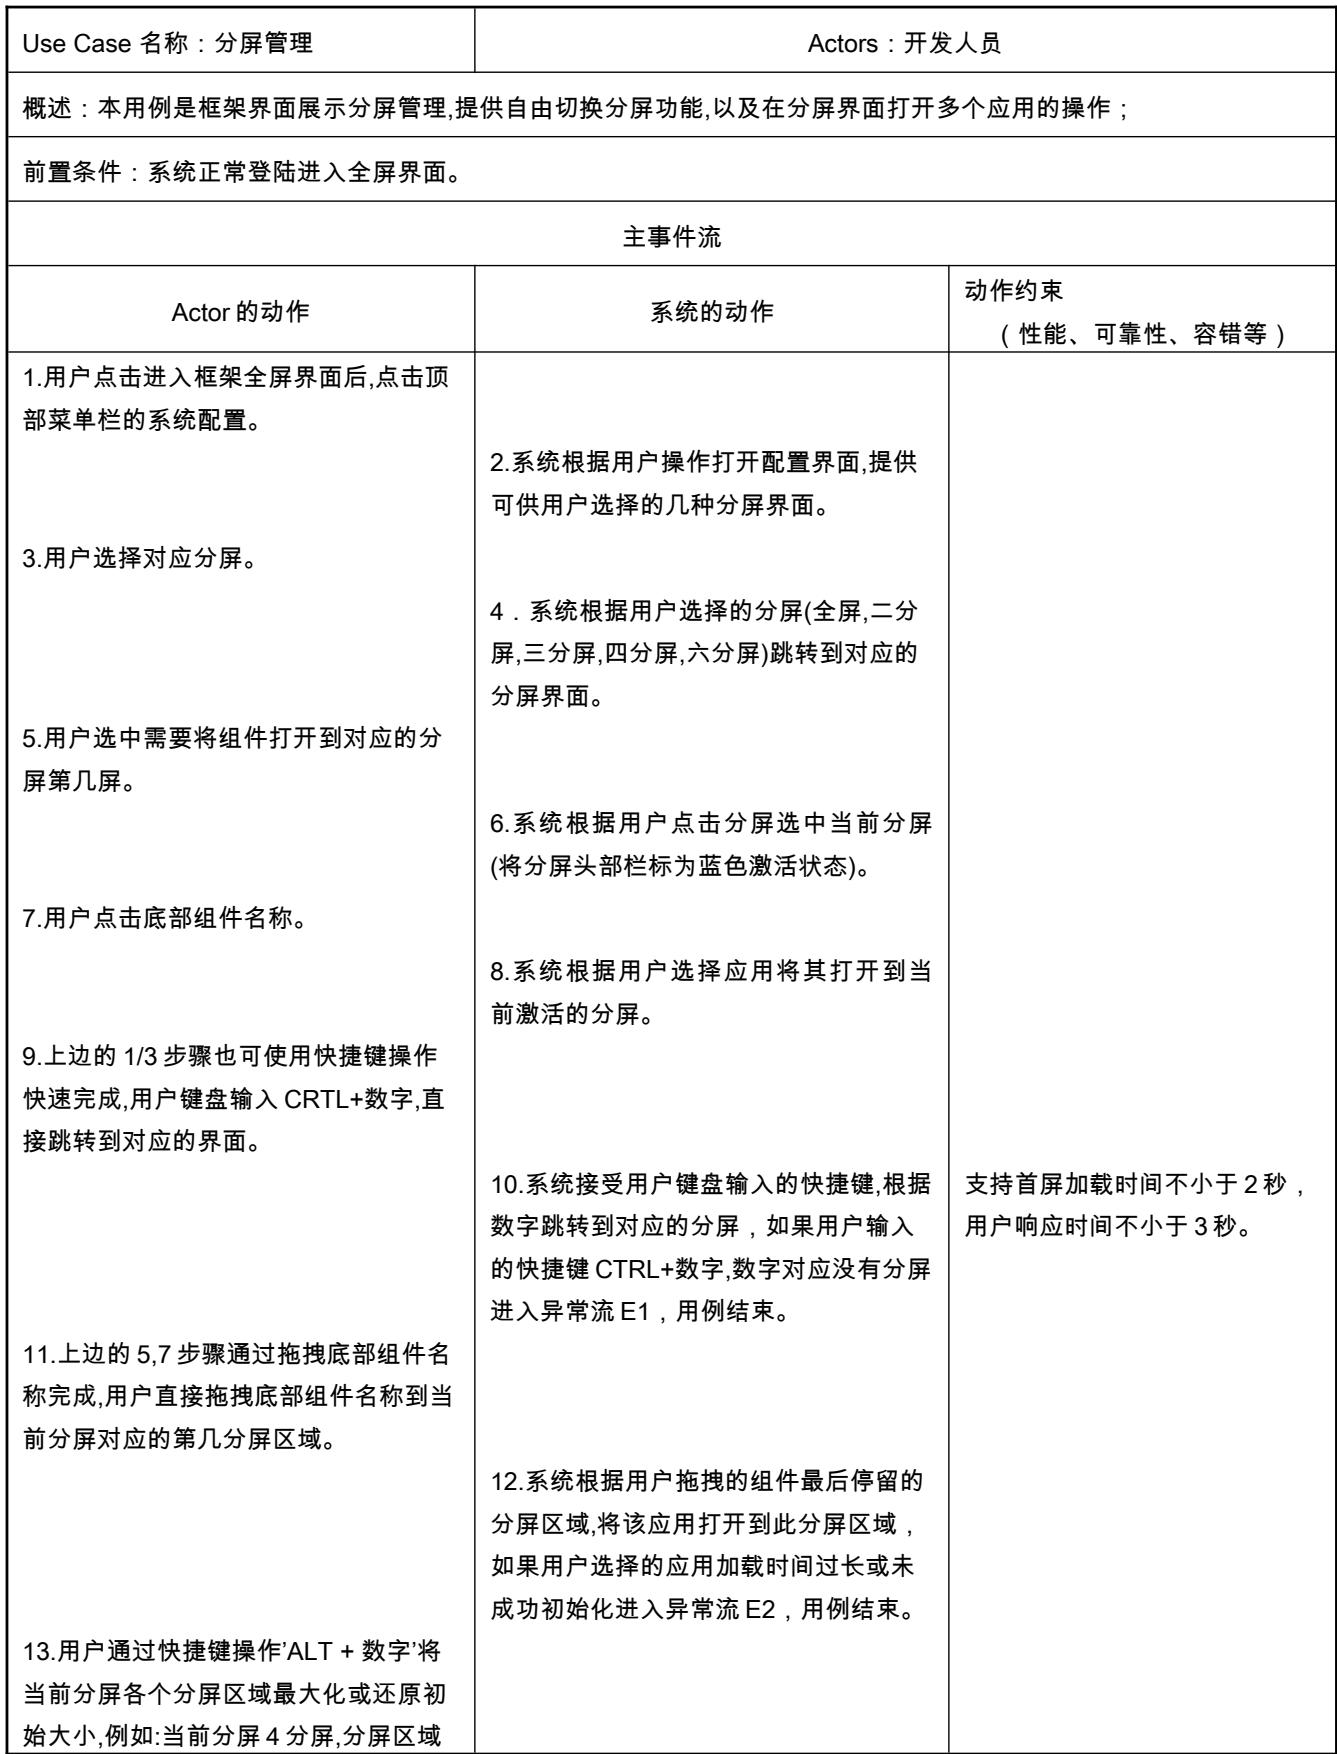 Use Case 名称：分屏管理
Actors：开发人员
概述：本用例是框架界面展示分屏管理,提供自由切换分屏功能,以及在分屏界面打开多个应用的操作；
前置条件：系统正常登陆进入全屏界面。
主事件流
Actor 的动作
系统的动作
动作约束
（性能、可靠性、容错等）
1.用户点击进入框架全屏界面后,点击顶
部菜单栏的系统配置。
2.系统根据用户操作打开配置界面,提供
可供用户选择的几种分屏界面。
3.用户选择对应分屏。
4．系统根据用户选择的分屏(全屏,二分
屏,三分屏,四分屏,六分屏)跳转到对应的
分屏界面。
5.用户选中需要将组件打开到对应的分
屏第几屏。
6.系统根据用户点击分屏选中当前分屏
(将分屏头部栏标为蓝色激活状态)。
7.用户点击底部组件名称。
8.系统根据用户选择应用将其打开到当
前激活的分屏。
9.上边的 1/3 步骤也可使用快捷键操作
快速完成,用户键盘输入 CRTL+数字,直
接跳转到对应的界面。
10.系统接受用户键盘输入的快捷键,根据
数字跳转到对应的分屏，如果用户输入
的快捷键 CTRL+数字,数字对应没有分屏
进入异常流 E1，用例结束。
支持首屏加载时间不小于 2 秒，
用户响应时间不小于 3 秒。
11.上边的 5,7 步骤通过拖拽底部组件名
称完成,用户直接拖拽底部组件名称到当
前分屏对应的第几分屏区域。
12.系统根据用户拖拽的组件最后停留的
分屏区域,将该应用打开到此分屏区域，
如果用户选择的应用加载时间过长或未
成功初始化进入异常流 E2，用例结束。
13.用户通过快捷键操作'ALT + 数字'将
当前分屏各个分屏区域最大化或还原初
始大小,例如:当前分屏 4 分屏,分屏区域